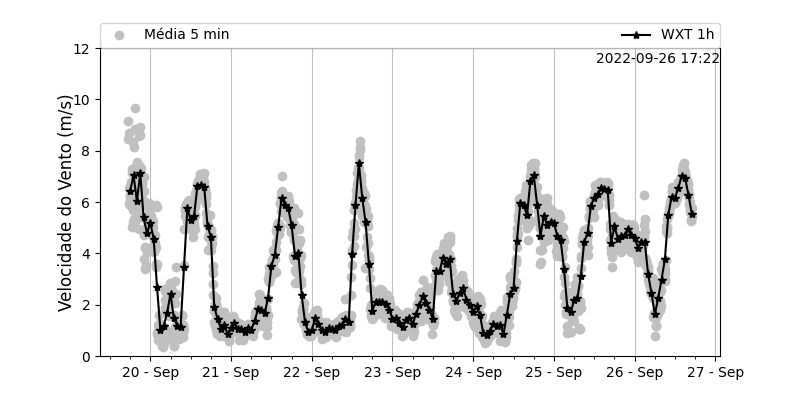 Média 5 min
WXT 1h
2022-09-26 17:22
Velocidade do Vento (m/s)
12
10
8
6
4
2
0
20 - Sep
21 - Sep
22 - Sep
23 - Sep
24 - Sep
25 - Sep
26 - Sep
27 - Sep